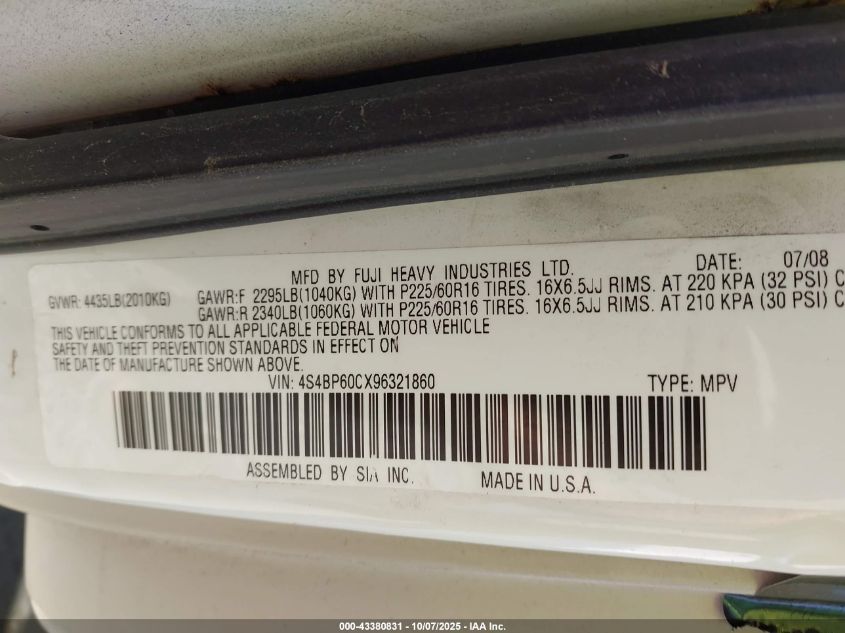 MFD BY FUJI HEAVY INDUSTRIES LTD. DATE: 07/08
GVWR: 4435LB(2010KG) GAWR:F 2295LB(1040KG) WITH P225/60R16 TIRES. 16X6.5JJ RIMS. AT 220 KPA (32 PSI) C
GAWR:R 2340LB(1060KG) WITH P225/60R16 TIRES. 16X6.5JJ RIMS. AT 210 KPA (30 PSI) C
THIS VEHICLE CONFORMS TO ALL APPLICABLE FEDERAL MOTOR VEHICLE
SAFETY AND THEFT PREVENTION STANDARDS IN EFFECT ON
THE DATE OF MANUFACTURE SHOWN ABOVE.
VIN: 4S4BP60CX96321860 TYPE: MPV
ASSEMBLED BY SIA INC. MADE IN U.S.A.
000-43380831 - 10/07/2025 - IAA Inc.